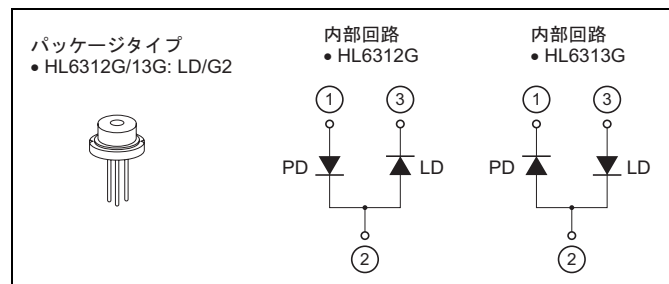 パッケージタイプ
• HL6312G/13G: LD/G2
内部回路
• HL6312G
1 3
PD LD
2
内部回路
• HL6313G
1 3
PD LD
2